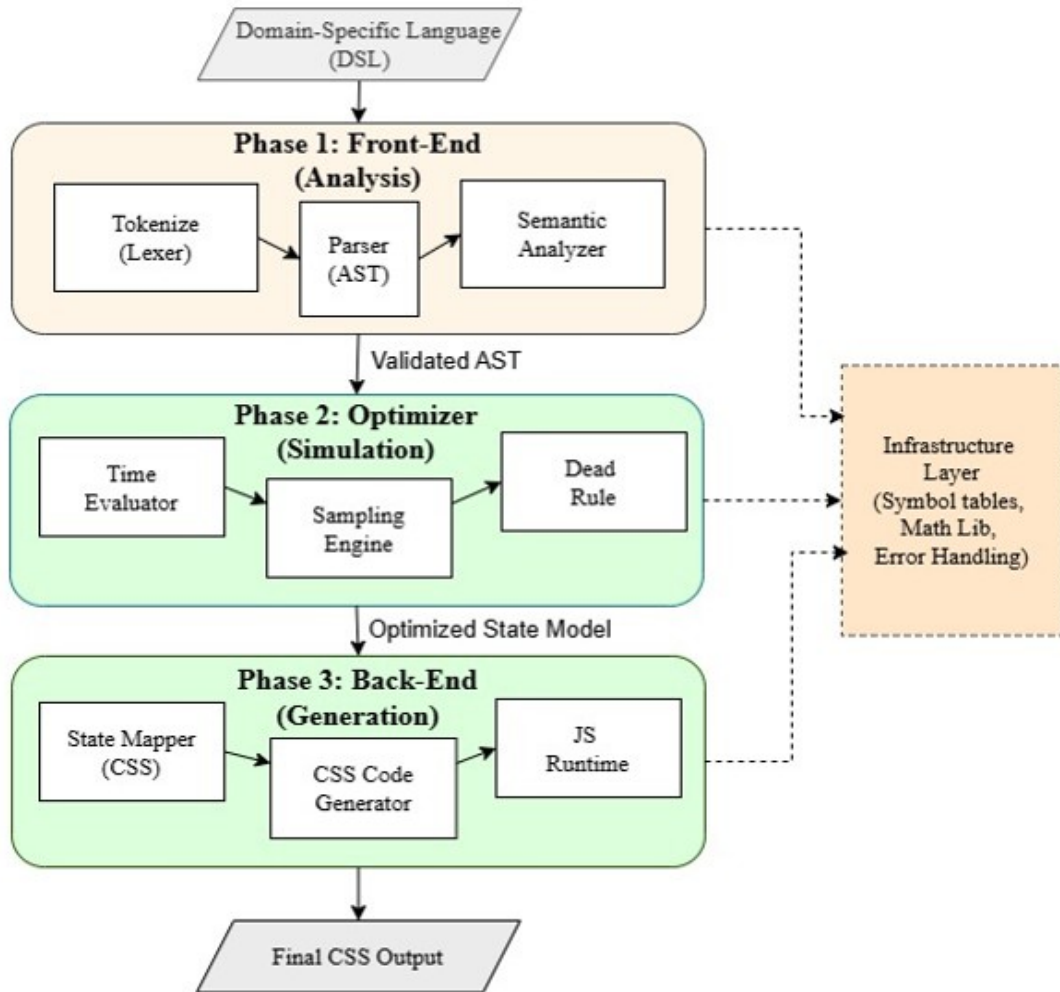 Domain-Specific Language
(DSL)
Phase 1: Front-End
(Analysis)
Tokenize
(Lexer)
Parser
(AST)
Semantic
Analyzer
Validated AST
Phase 2: Optimizer
(Simulation)
Time
Evaluator
Sampling
Engine
Dead
Rule
Infrastructure
Layer
(Symbol tables,
Math Lib,
Error Handling)
Optimized State Model
Phase 3: Back-End
(Generation)
State Mapper
(CSS)
CSS Code
Generator
JS
Runtime
Final CSS Output